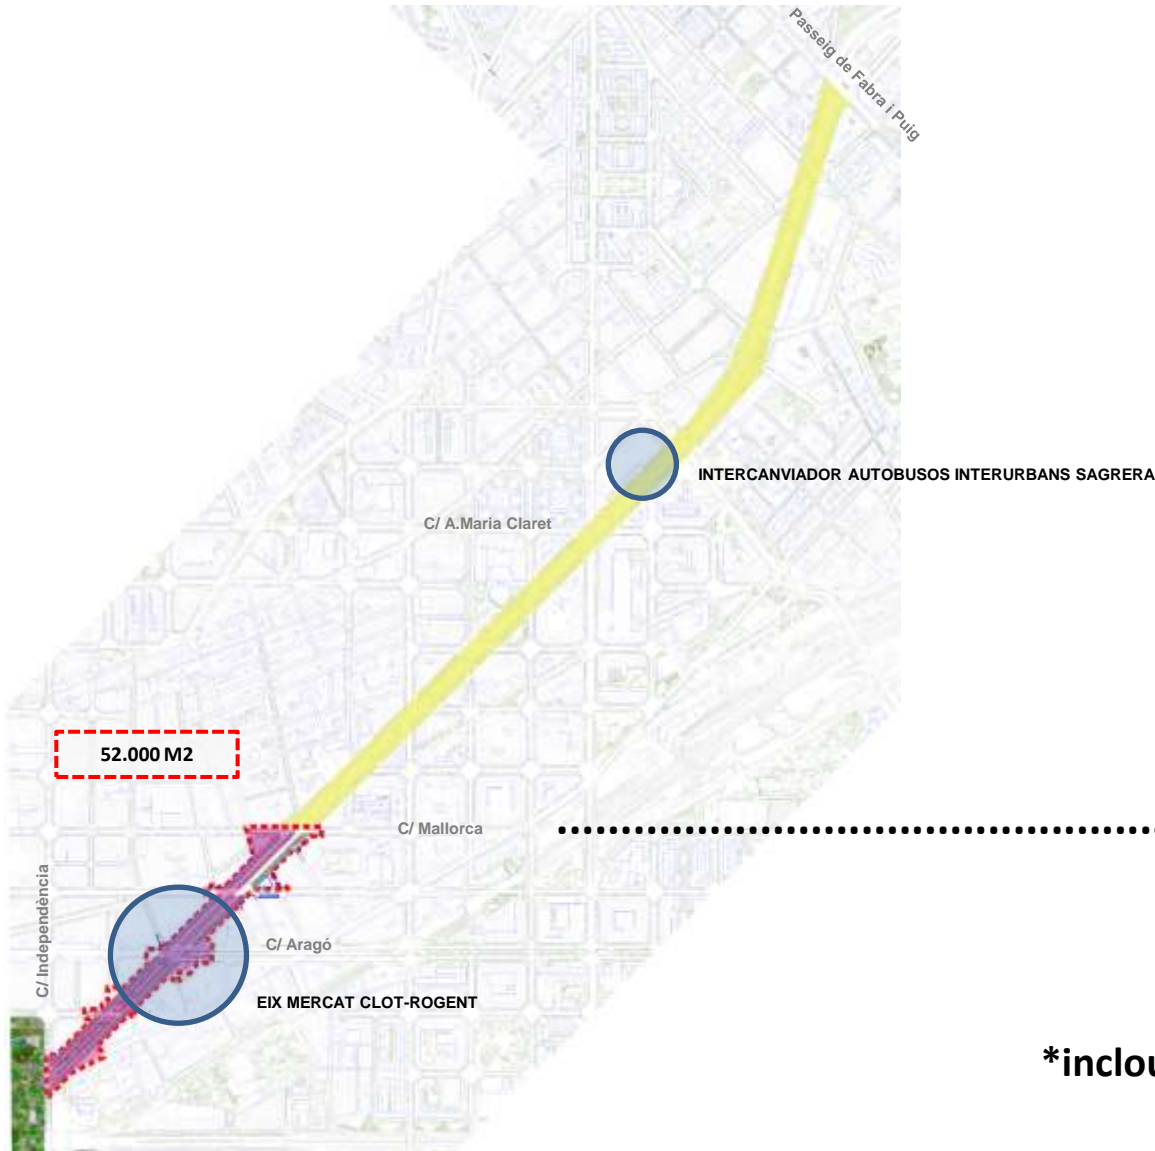 Passeig de Fabra i Puig
INTERCANVIADOR AUTOBUSOS INTERURBANS SAGRERA
C/ A.Maria Claret
52.000 M2
C/ Mallorca
C/ Independència
C/ Aragó
EIX MERCAT CLOT-ROGENT
*inclou